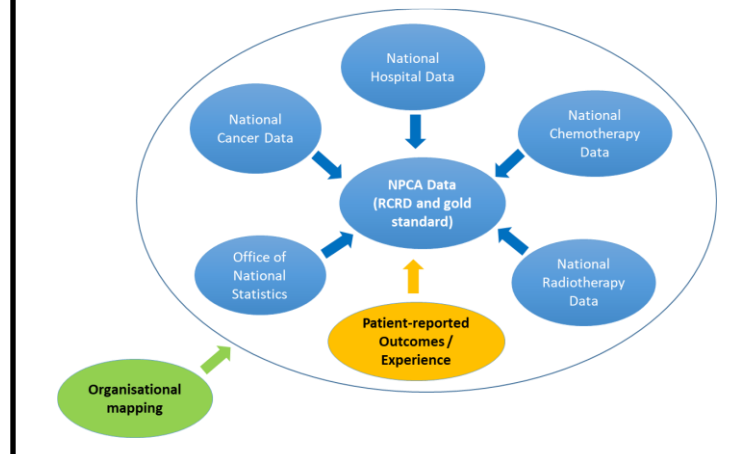 National
Hospital Data
National
Cancer Data
National
Chemotherapy
Data
NPCA Data
(RCRD and gold
standard)
Office of
National
Statistics
National
Radiotherapy
Data
Patient-reported
Outcomes /
Experience
Organisational
mapping